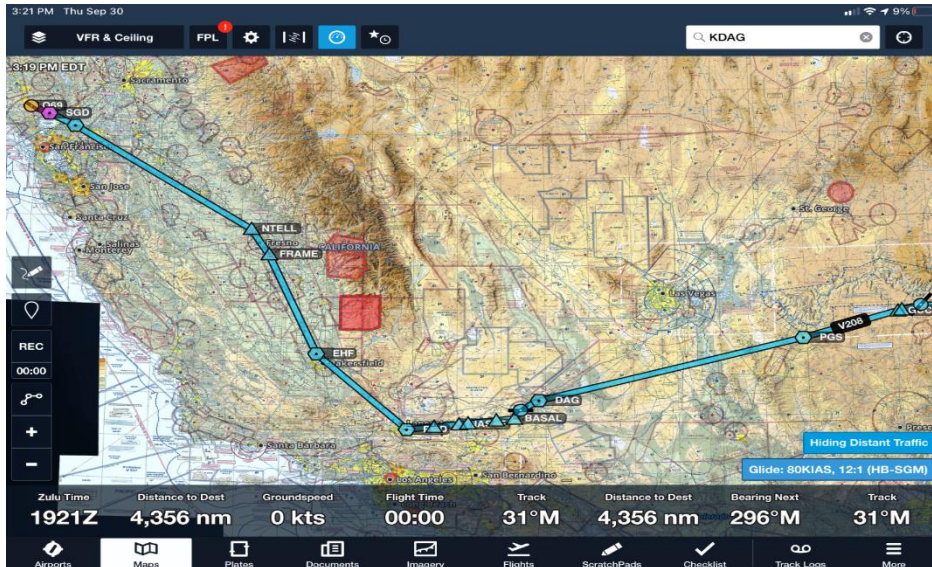 3:21 PM Thu Sep 30
9%
VFR & Ceiling
FPL
KDAG
3:19 PM EDT
Sacramento
O69
SGD
San Francisco
San Jose
Santa Cruz
Salinas
Monterey
NTELL
Fresno
CALIFORNIA
FRAME
St. George
Las Vegas
V208
PGS
EHF
Bakersfield
DAG
BASAL
REC
00:00
Santa Barbara
Los Angeles
San Bernardino
Hiding Distant Traffic
Glide: 80KIAS, 12:1 (HB-SGM)
Zulu Time Distance to Dest Groundspeed Flight Time Track Distance to Dest Bearing Next Track
1921Z 4,356 nm 0 kts 00:00 31°M 4,356 nm 296°M 31°M
Airports Maps Plates Documents Imagery Flights ScratchPads Checklist Track Logs More